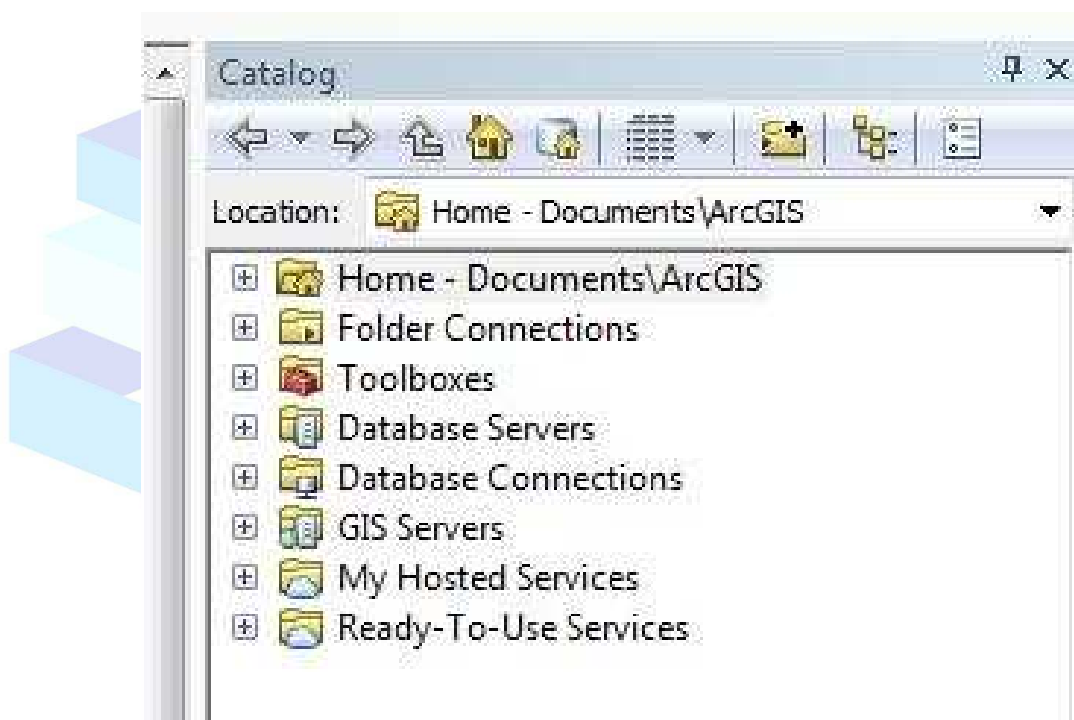 Catalog
Location: Home - Documents\ArcGIS
Home - Documents\ArcGIS
Folder Connections
Toolboxes
Database Servers
Database Connections
GIS Servers
My Hosted Services
Ready-To-Use Services